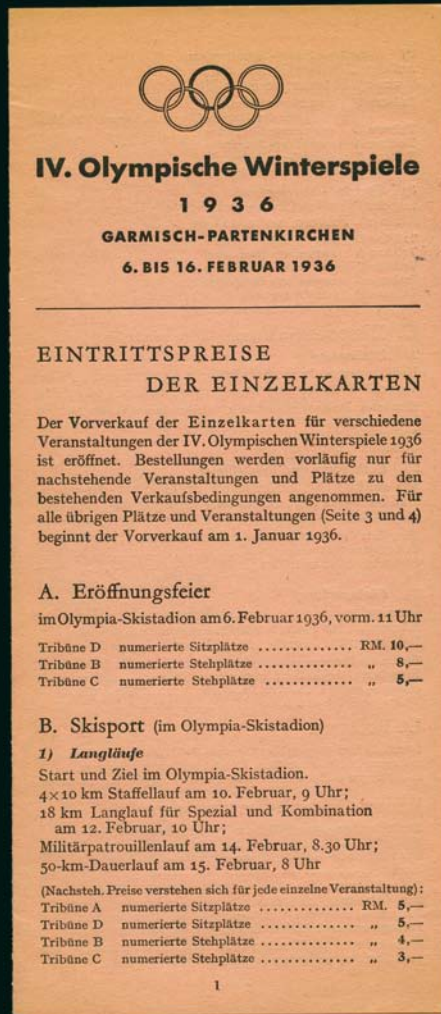 IV. Olympische Winterspiele
1936
GARMISCH-PARTENKIRCHEN
6. BIS 16. FEBRUAR 1936
EINTRITTSPREISE
DER EINZELKARTEN
Der Vorverkauf der Einzelkarten für verschiedene
Veranstaltungen der IV. Olympischen Winterspiele 1936
ist eröffnet. Bestellungen werden vorläufig nur für
nachstehende Veranstaltungen und Plätze zu den
bestehenden Verkaufsbedingungen angenommen. Für
alle übrigen Plätze und Veranstaltungen (Seite 3 und 4)
beginnt der Vorverkauf am 1. Januar 1936.
A. Eröffnungsfeier
im Olympia-Skistadion am 6. Februar 1936, vorm. 11 Uhr
Tribüne D numerierte Sitzplätze .............. RM. 10,—
Tribüne B numerierte Stehplätze ............. „ 8,—
Tribüne C numerierte Stehplätze ............. „ 5,—
B. Skisport (im Olympia-Skistadion)
1) Langläufe
Start und Ziel im Olympia-Skistadion.
4×10 km Staffellauf am 10. Februar, 9 Uhr;
18 km Langlauf für Spezial und Kombination
am 12. Februar, 10 Uhr;
Militärpatrouillenlauf am 14. Februar, 8.30 Uhr;
50-km-Dauerlauf am 15. Februar, 8 Uhr
(Nachsteh. Preise verstehen sich für jede einzelne Veranstaltung):
Tribüne A numerierte Sitzplätze .............. RM. 5,—
Tribüne D numerierte Sitzplätze .............. „ 5,—
Tribüne B numerierte Stehplätze ............. „ 4,—
Tribüne C numerierte Stehplätze ............. „ 3,—
1